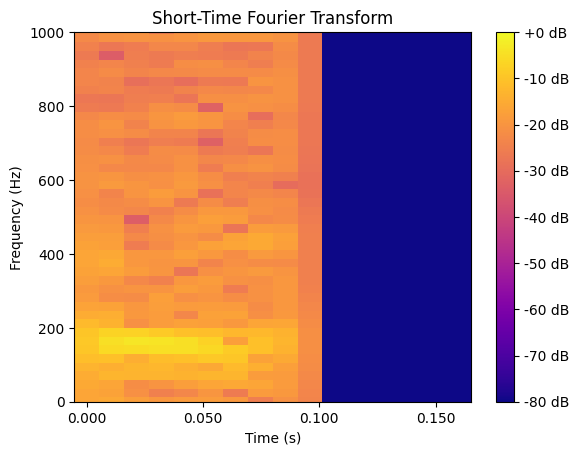 Short-Time Fourier Transform
Frequency (Hz)
1000
800
600
400
200
0
0.000
0.050
0.100
0.150
Time (s)
+0 dB
-10 dB
-20 dB
-30 dB
-40 dB
-50 dB
-60 dB
-70 dB
-80 dB